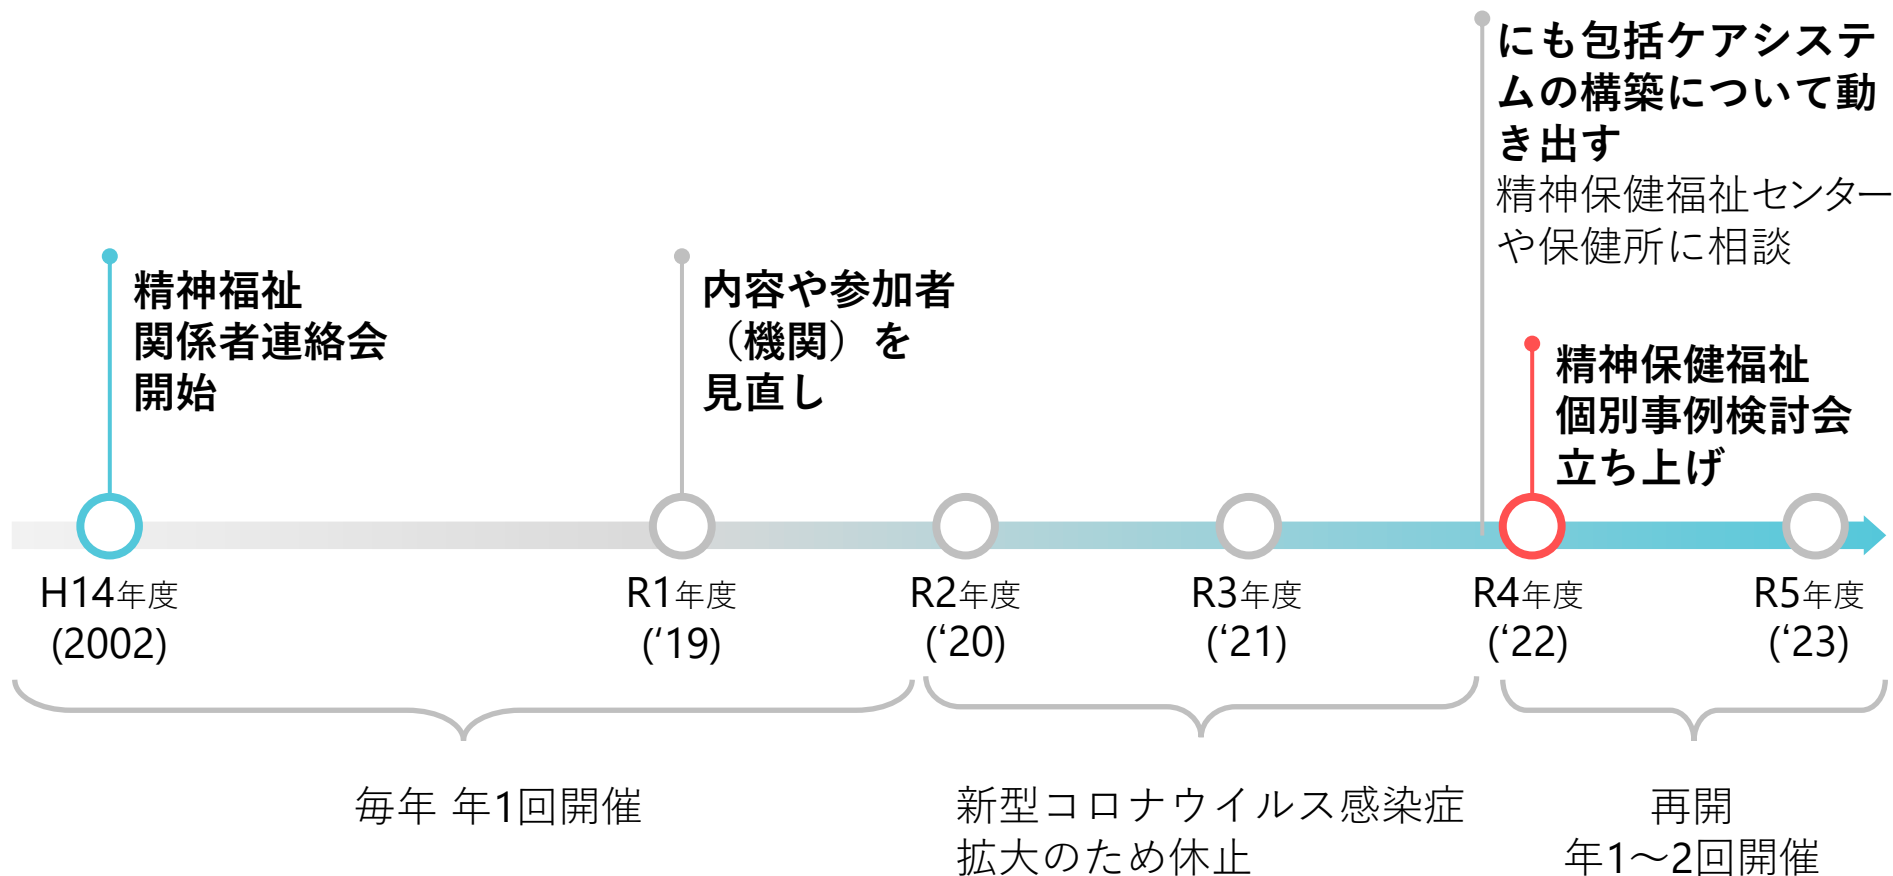 にも包括ケアシステ
ムの構築について動
き出す
精神保健福祉センター
や保健所に相談
精神福祉
関係者連絡会
開始
内容や参加者
（機関）を
見直し
精神保健福祉
個別事例検討会
立ち上げ
H14年度
(2002)
R1年度
(‘19)
R2年度
(‘20)
R3年度
(‘21)
R4年度
(‘22)
R5年度
(‘23)
毎年 年1回開催
新型コロナウイルス感染症
拡大のため休止
再開
年1～2回開催